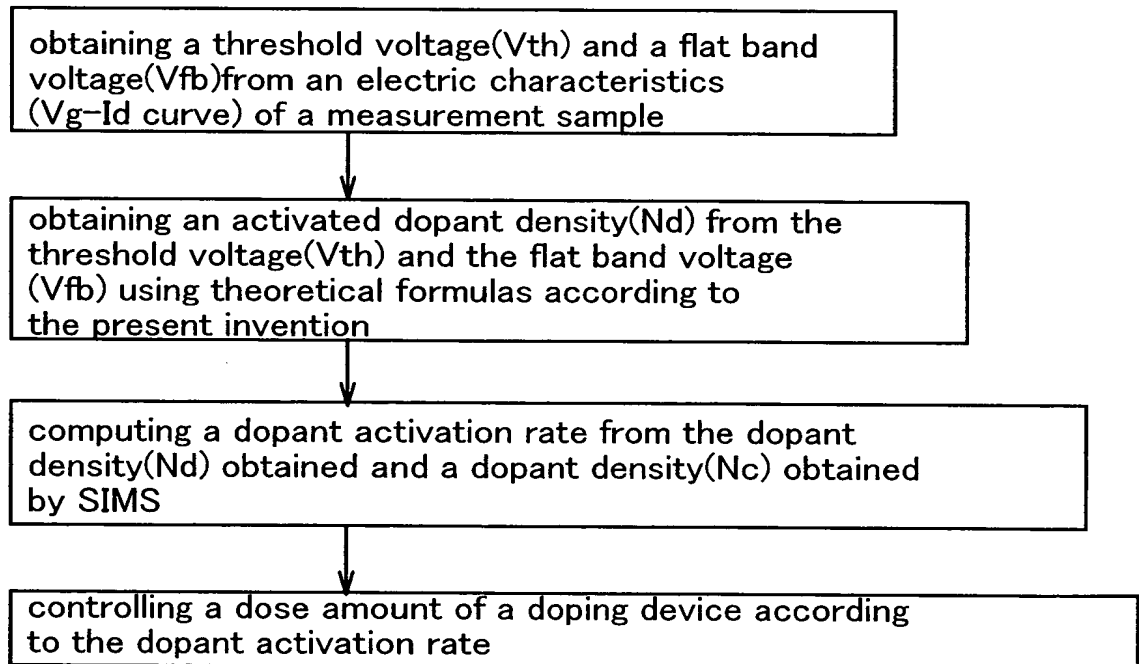 obtaining a threshold voltage(Vth) and a flat band
voltage(Vfb)from an electric characteristics
(Vg-Id curve) of a measurement sample
obtaining an activated dopant density(Nd) from the
threshold voltage(Vth) and the flat band voltage
(Vfb) using theoretical formulas according to
the present invention
computing a dopant activation rate from the dopant
density(Nd) obtained and a dopant density(Nc) obtained
by SIMS
controlling a dose amount of a doping device according
to the dopant activation rate